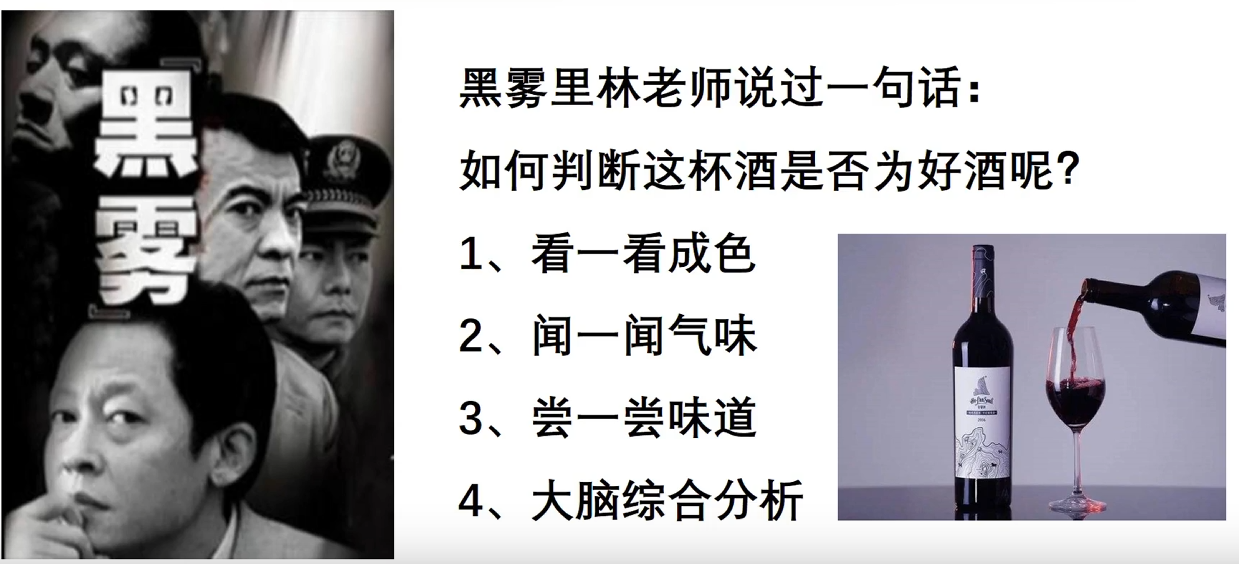 『黑雾』
黑雾里林老师说过一句话：
如何判断这杯酒是否为好酒呢？
1、看一看成色
2、闻一闻气味
3、尝一尝味道
4、大脑综合分析